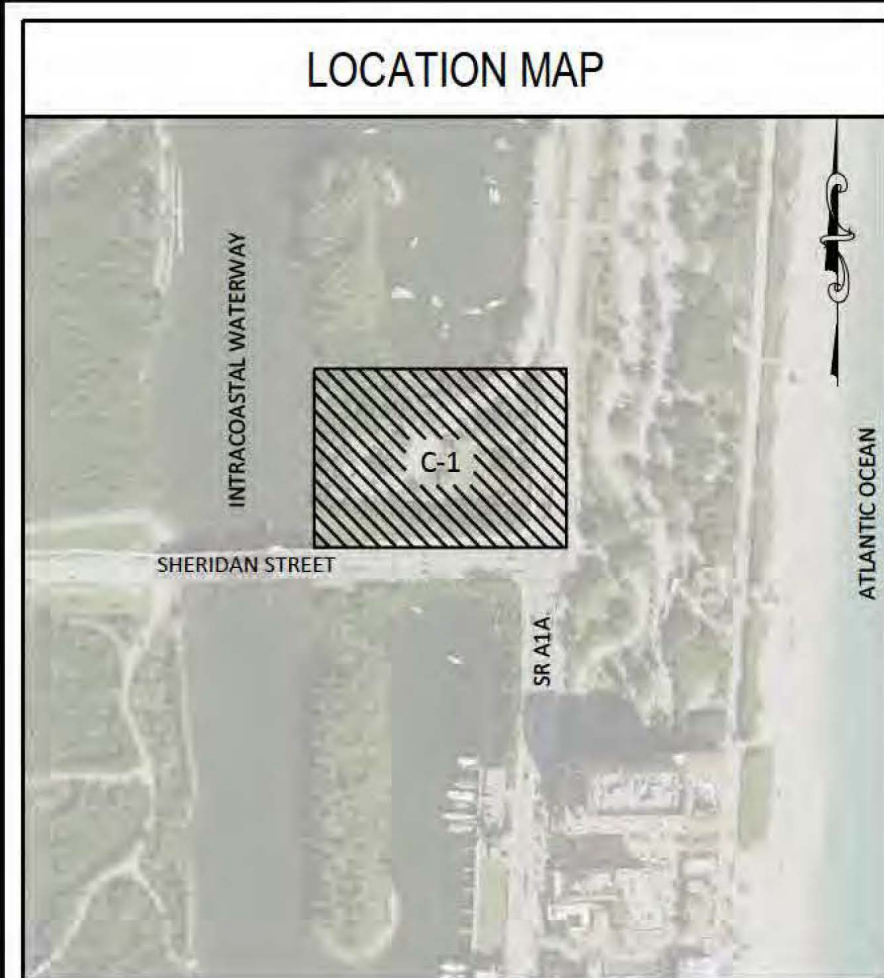 LOCATION MAP
INTRACOASTAL WATERWAY
C-1
ATLANTIC OCEAN
SHERIDAN STREET
SR A1A